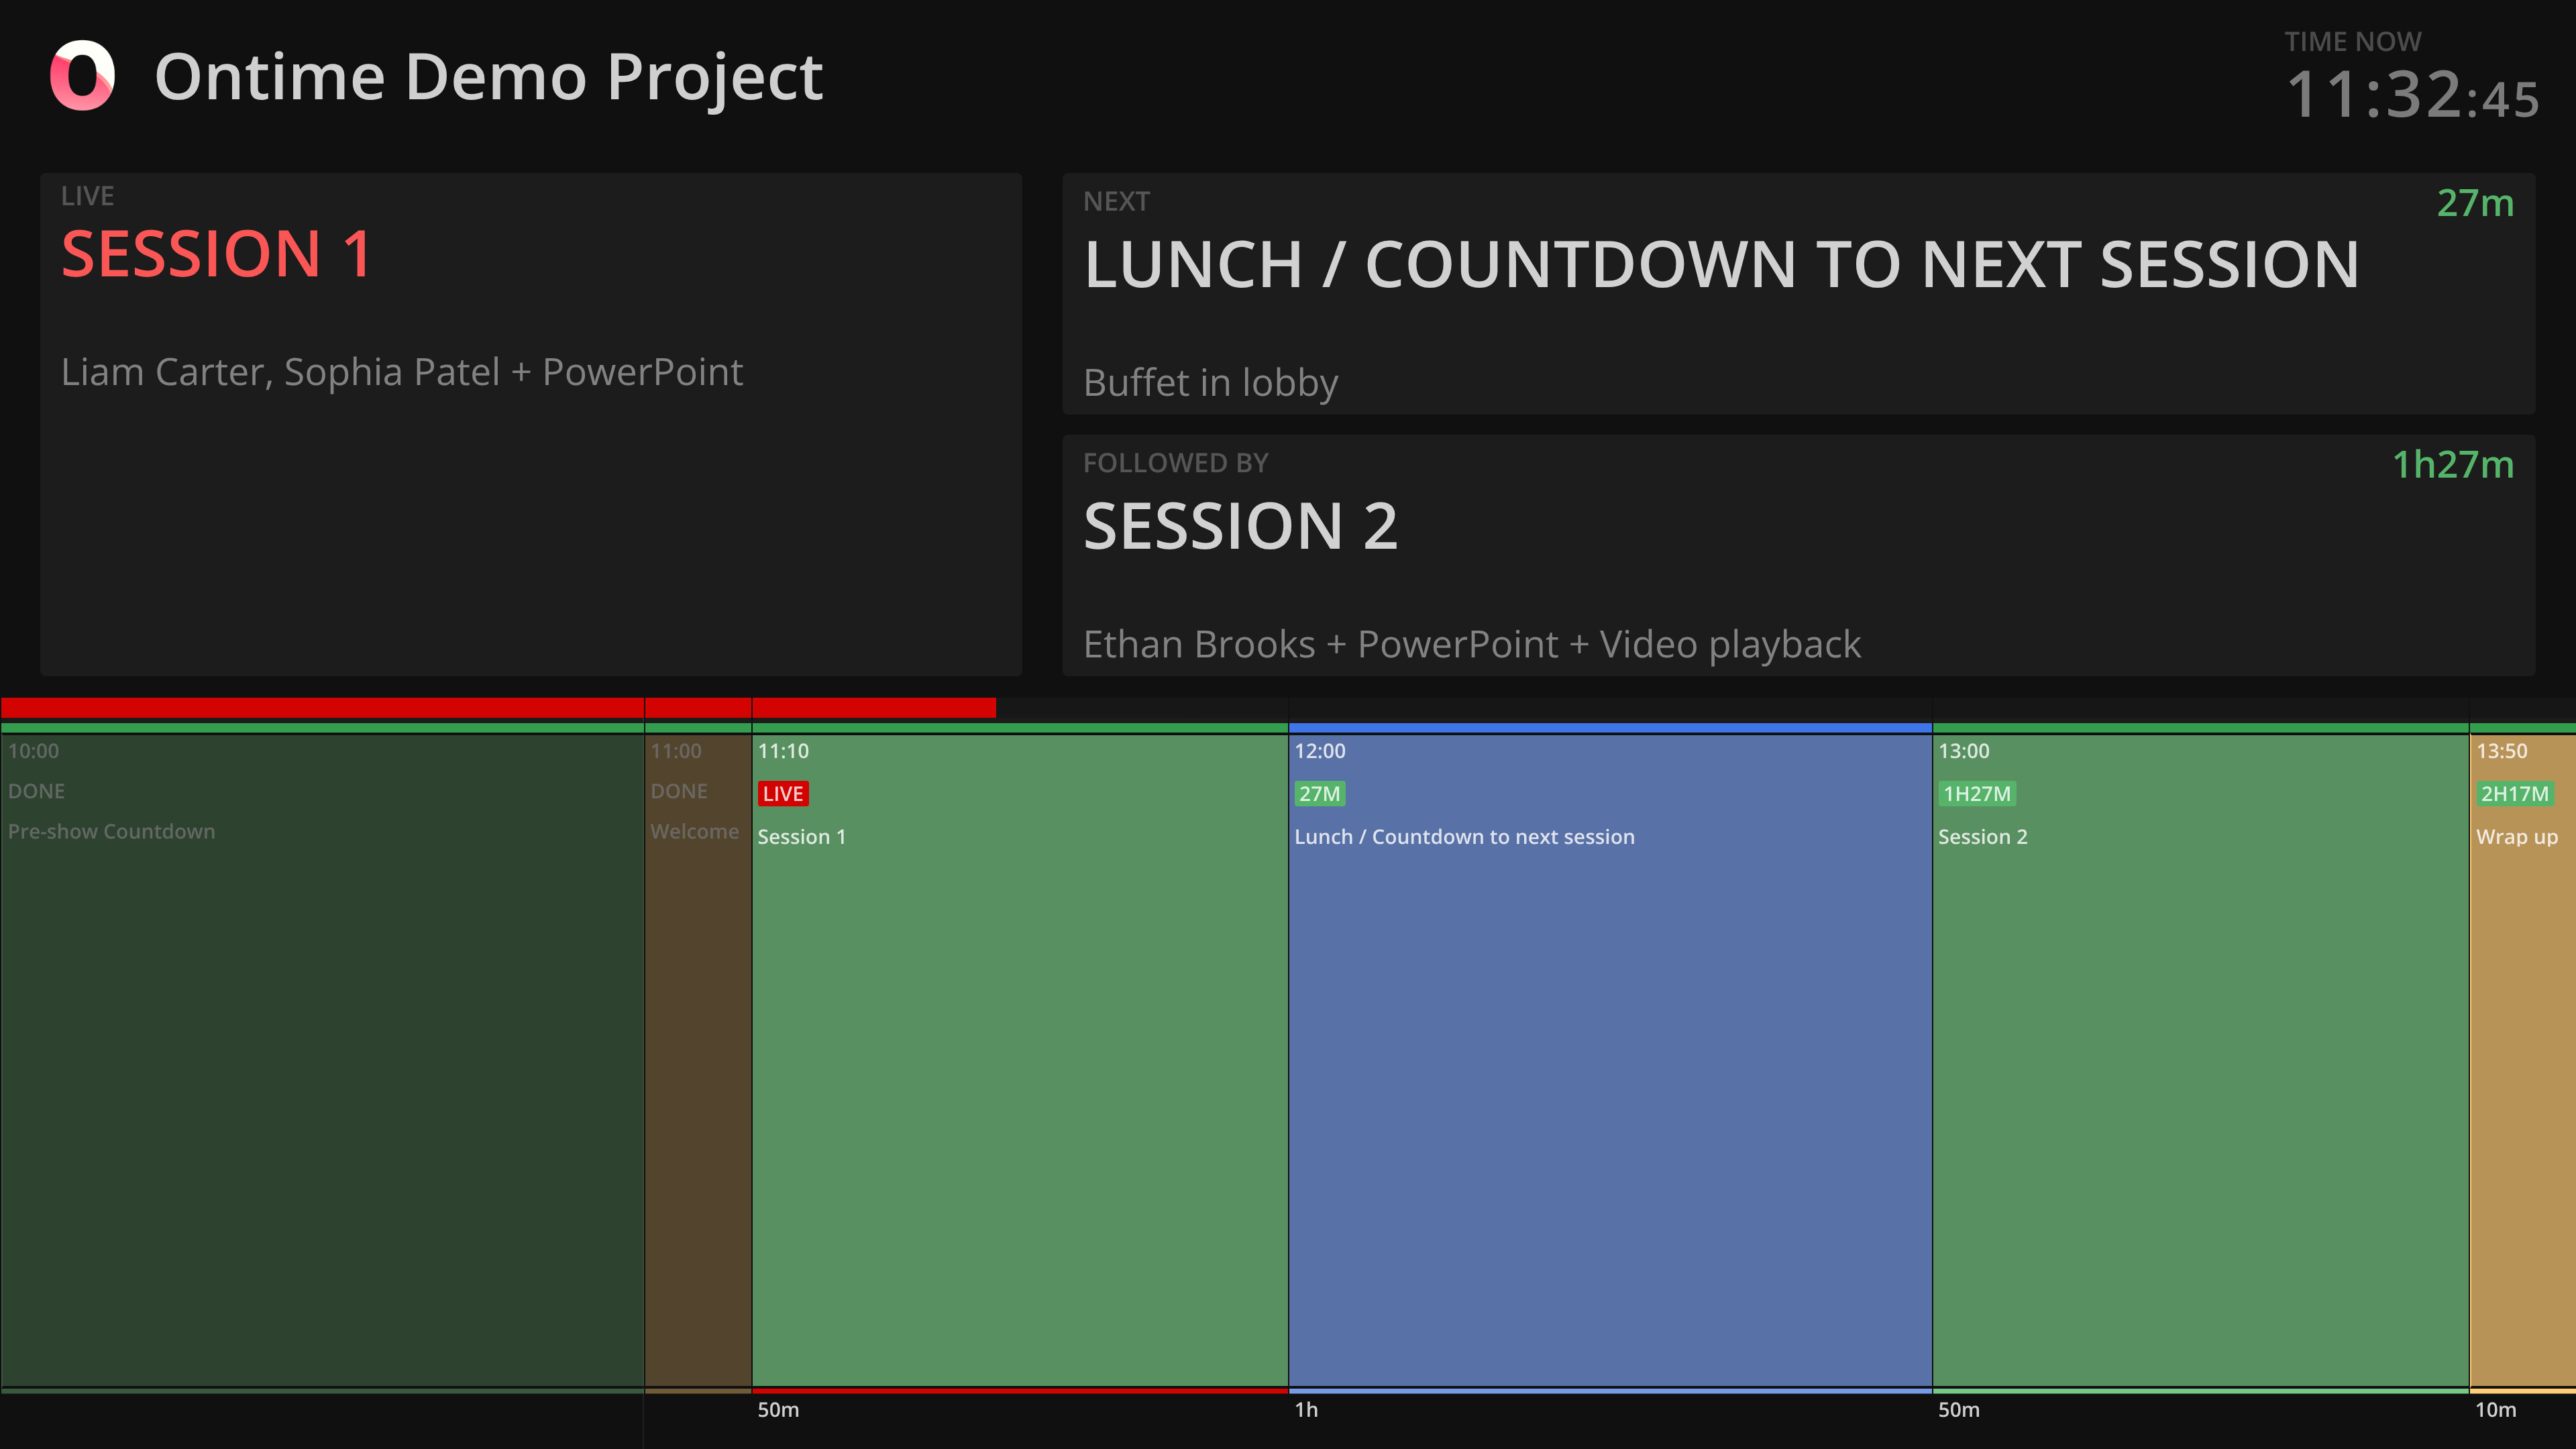 Ontime Demo Project
TIME NOW
11:32:45
LIVE
SESSION 1
Liam Carter, Sophia Patel + PowerPoint
NEXT
27m
LUNCH / COUNTDOWN TO NEXT SESSION
Buffet in lobby
FOLLOWED BY
1h27m
SESSION 2
Ethan Brooks + PowerPoint + Video playback
10:00
DONE
Pre-show Countdown
11:00
DONE
Welcome
11:10
LIVE
Session 1
50m
12:00
27M
Lunch / Countdown to next session
1h
13:00
1H27M
Session 2
50m
13:50
2H17M
Wrap up
10m